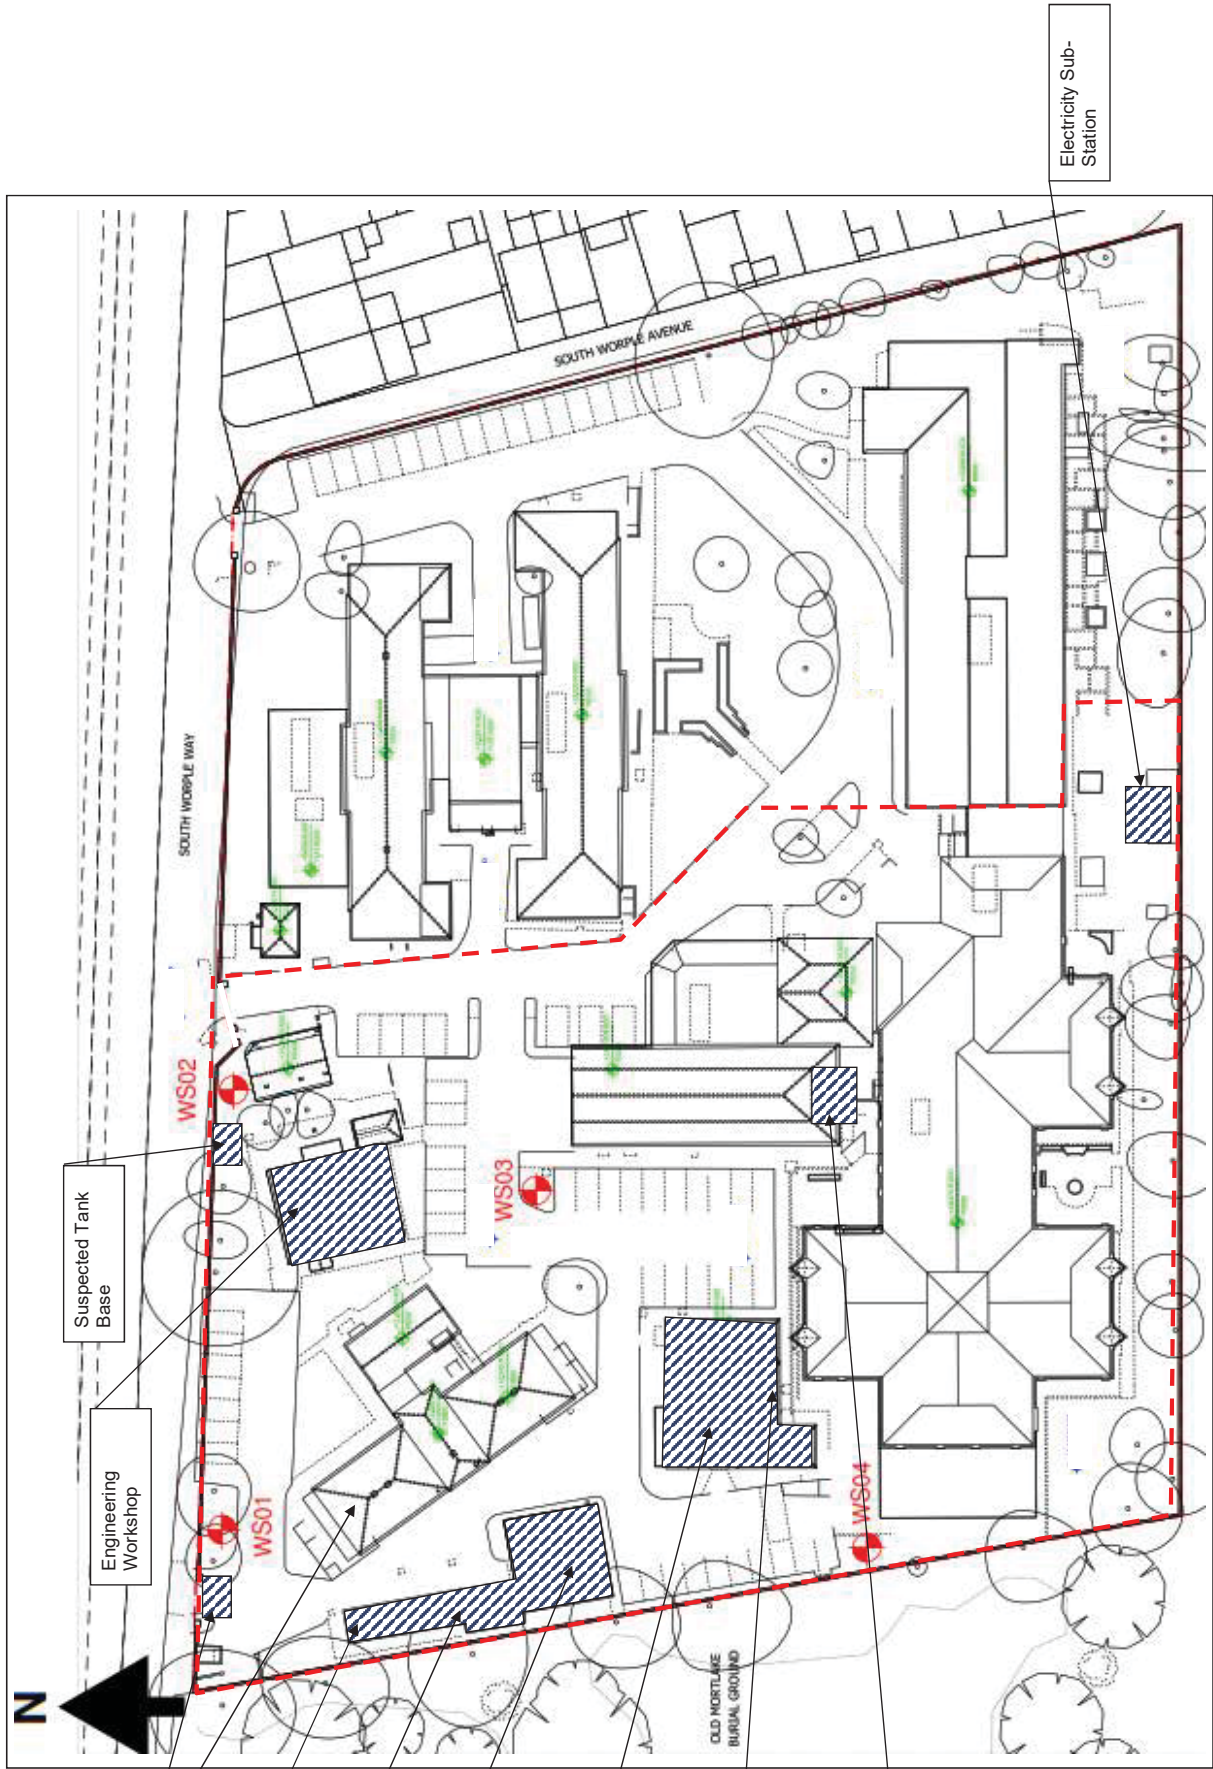 N
Suspected Tank
Base
Engineering
Workshop
Electricity Sub-
Station
SOUTH WORPLE WAY
SOUTH WORPLE AVENUE
WS01
WS02
WS03
WS04
OLD MORTLAKE
BURIAL GROUND